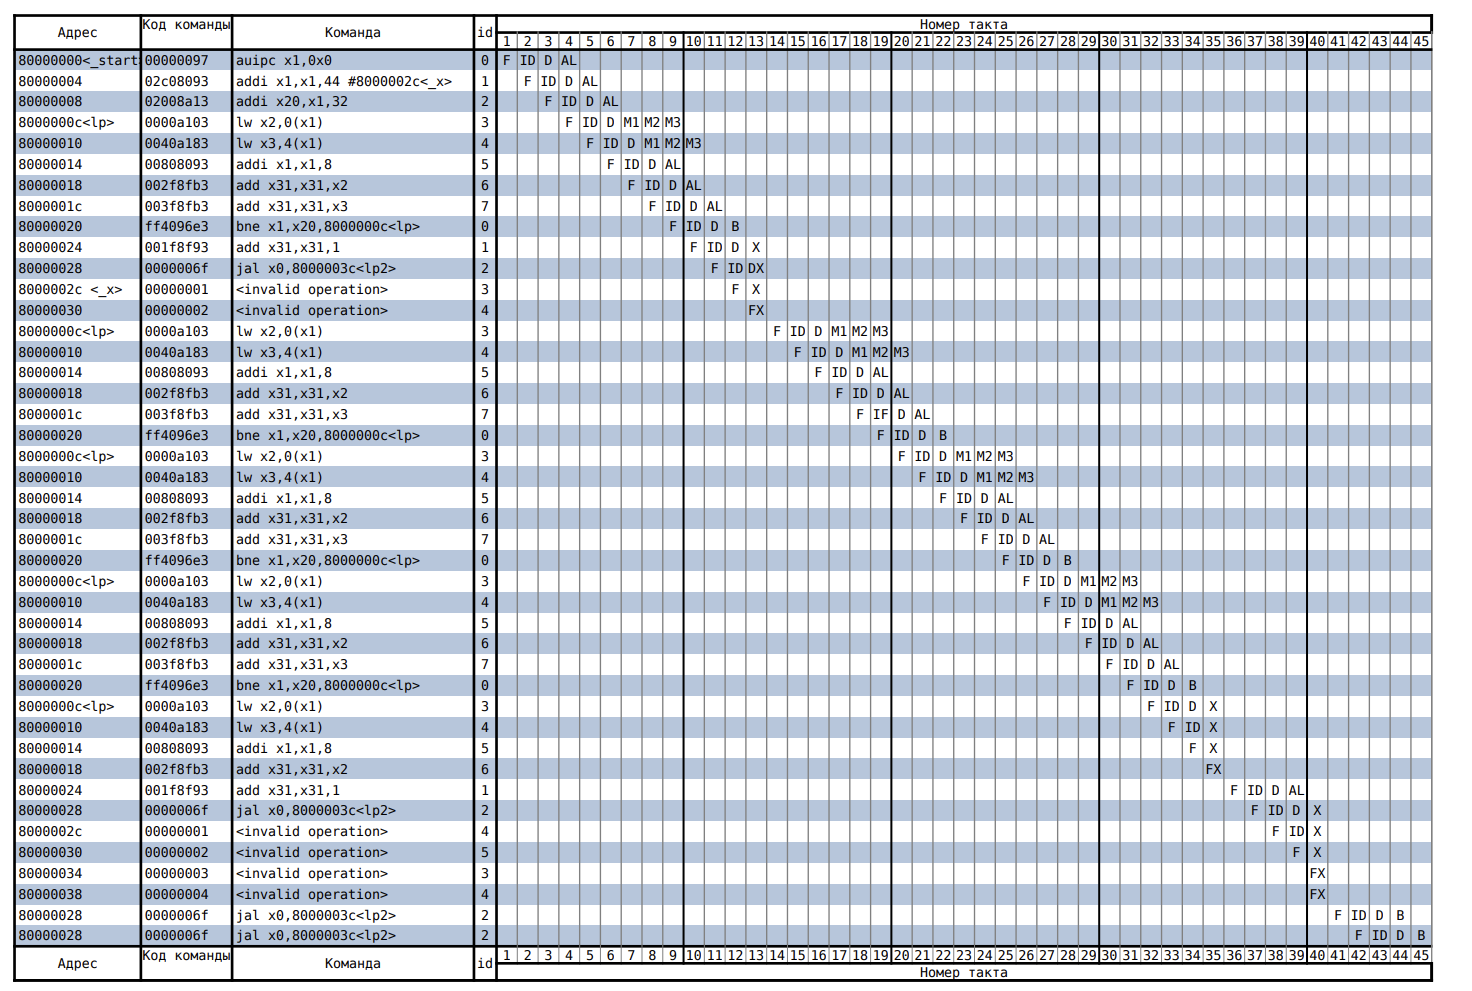 Адрес Код команды Команда id Номер такта
1 2 3 4 5 6 7 8 9 10 11 12 13 14 15 16 17 18 19 20 21 22 23 24 25 26 27 28 29 30 31 32 33 34 35 36 37 38 39 40 41 42 43 44 45
80000000<_start 00000097 auipc x1,0x0 0 F ID D AL
80000004 02c08093 addi x1,x1,44 #8000002c<_x> 1 F ID D AL
80000008 02008a13 addi x20,x1,32 2 F ID D AL
8000000c<lp> 0000a103 lw x2,0(x1) 3 F ID D M1 M2 M3
80000010 0040a183 lw x3,4(x1) 4 F ID D M1 M2 M3
80000014 00808093 addi x1,x1,8 5 F ID D AL
80000018 002f8fb3 add x31,x31,x2 6 F ID D AL
8000001c 003f8fb3 add x31,x31,x3 7 F ID D AL
80000020 ff4096e3 bne x1,x20,8000000c<lp> 0 F ID D B
80000024 001f8f93 add x31,x31,1 1 F ID D X
80000028 0000006f jal x0,8000003c<lp2> 2 F ID DX
8000002c <_x> 00000001 <invalid operation> 3 F X
80000030 00000002 <invalid operation> 4 FX
8000000c<lp> 0000a103 lw x2,0(x1) 3 F ID D M1 M2 M3
80000010 0040a183 lw x3,4(x1) 4 F ID D M1 M2 M3
80000014 00808093 addi x1,x1,8 5 F ID D AL
80000018 002f8fb3 add x31,x31,x2 6 F ID D AL
8000001c 003f8fb3 add x31,x31,x3 7 F IF D AL
80000020 ff4096e3 bne x1,x20,8000000c<lp> 0 F ID D B
8000000c<lp> 0000a103 lw x2,0(x1) 3 F ID D M1 M2 M3
80000010 0040a183 lw x3,4(x1) 4 F ID D M1 M2 M3
80000014 00808093 addi x1,x1,8 5 F ID D AL
80000018 002f8fb3 add x31,x31,x2 6 F ID D AL
8000001c 003f8fb3 add x31,x31,x3 7 F ID D AL
80000020 ff4096e3 bne x1,x20,8000000c<lp> 0 F ID D B
8000000c<lp> 0000a103 lw x2,0(x1) 3 F ID D M1 M2 M3
80000010 0040a183 lw x3,4(x1) 4 F ID D M1 M2 M3
80000014 00808093 addi x1,x1,8 5 F ID D AL
80000018 002f8fb3 add x31,x31,x2 6 F ID D AL
8000001c 003f8fb3 add x31,x31,x3 7 F ID D AL
80000020 ff4096e3 bne x1,x20,8000000c<lp> 0 F ID D B
8000000c<lp> 0000a103 lw x2,0(x1) 3 F ID D X
80000010 0040a183 lw x3,4(x1) 4 F ID X
80000014 00808093 addi x1,x1,8 5 F X
80000018 002f8fb3 add x31,x31,x2 6 FX
80000024 001f8f93 add x31,x31,1 1 F ID D AL
80000028 0000006f jal x0,8000003c<lp2> 2 F ID D X
8000002c 00000001 <invalid operation> 4 F ID X
80000030 00000002 <invalid operation> 5 F X
80000034 00000003 <invalid operation> 3 FX
80000038 00000004 <invalid operation> 4 FX
80000028 0000006f jal x0,8000003c<lp2> 2 F ID D B
80000028 0000006f jal x0,8000003c<lp2> 2 F ID D B
Адрес Код команды Команда id 1 2 3 4 5 6 7 8 9 10 11 12 13 14 15 16 17 18 19 20 21 22 23 24 25 26 27 28 29 30 31 32 33 34 35 36 37 38 39 40 41 42 43 44 45
Номер такта